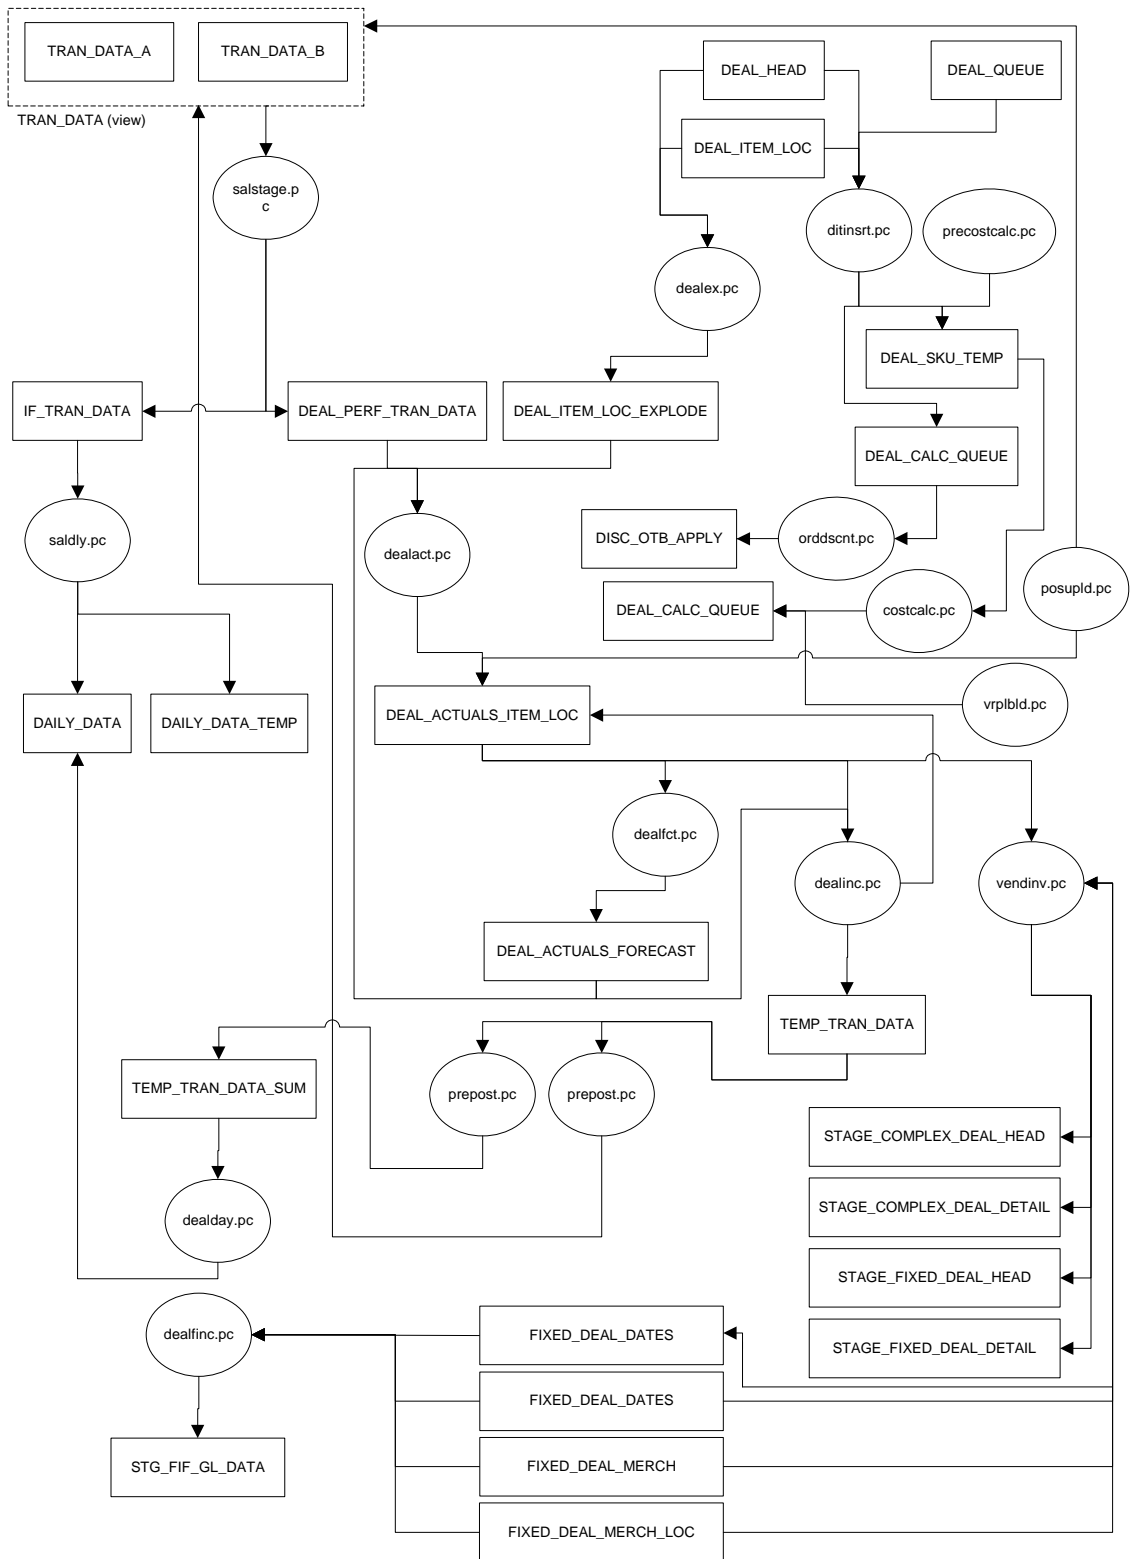 TRAN_DATA_A
TRAN_DATA_B
TRAN_DATA (view)
DEAL_HEAD
DEAL_QUEUE
DEAL_ITEM_LOC
salstage.p
c
ditinsrt.pc
precostcalc.pc
dealex.pc
DEAL_SKU_TEMP
IF_TRAN_DATA
DEAL_PERF_TRAN_DATA
DEAL_ITEM_LOC_EXPLODE
DEAL_CALC_QUEUE
saldly.pc
dealact.pc
DISC_OTB_APPLY
orddscnt.pc
posupld.pc
DEAL_CALC_QUEUE
costcalc.pc
DAILY_DATA
DAILY_DATA_TEMP
DEAL_ACTUALS_ITEM_LOC
vrplbld.pc
dealfct.pc
dealinc.pc
vendinv.pc
DEAL_ACTUALS_FORECAST
TEMP_TRAN_DATA
TEMP_TRAN_DATA_SUM
prepost.pc
prepost.pc
STAGE_COMPLEX_DEAL_HEAD
STAGE_COMPLEX_DEAL_DETAIL
dealday.pc
STAGE_FIXED_DEAL_HEAD
dealfinc.pc
FIXED_DEAL_DATES
STAGE_FIXED_DEAL_DETAIL
FIXED_DEAL_DATES
STG_FIF_GL_DATA
FIXED_DEAL_MERCH
FIXED_DEAL_MERCH_LOC